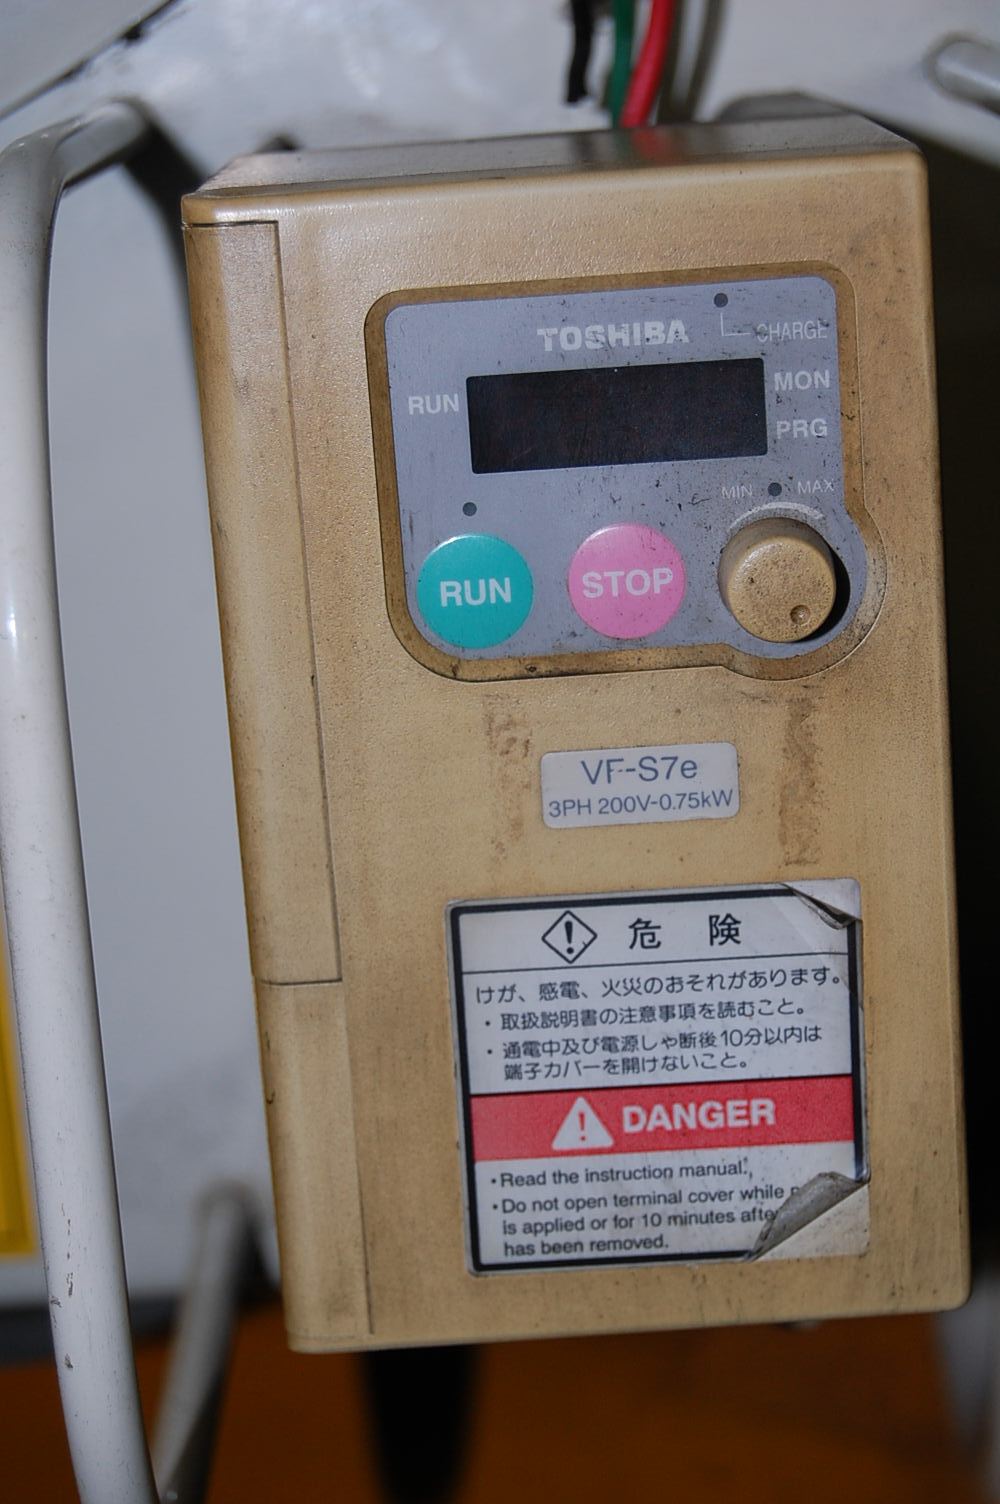 TOSHIBA
CHARGE
RUN
MON
PRG
MIN MAX
RUN
STOP
VF-S7e
3PH 200V-0.75kW
危険
けが、感電、火災のおそれがあります。
・取扱説明書の注意事項を読むこと。
・通電中及び電源しゃ断後10分以内は
端子カバーを開けないこと。
DANGER
•Read the instruction manual.
•Do not open terminal cover while
is applied or for 10 minutes after
has been removed.